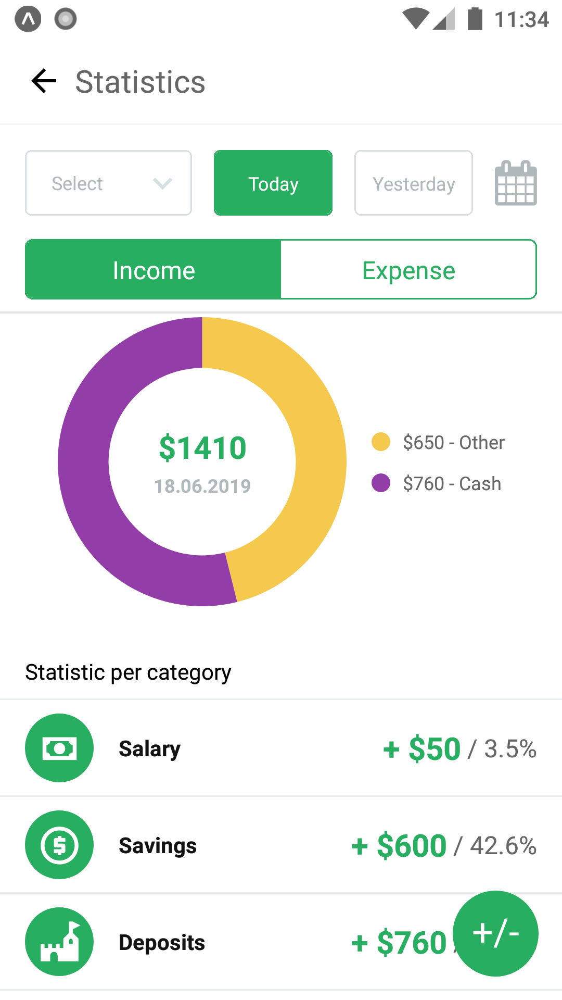 11:34
Statistics
Select
Today
Yesterday
Income
Expense
$1410
18.06.2019
$650 - Other
$760 - Cash
Statistic per category
Salary
+ $50 / 3.5%
Savings
+ $600 / 42.6%
Deposits
+ $760
+/-